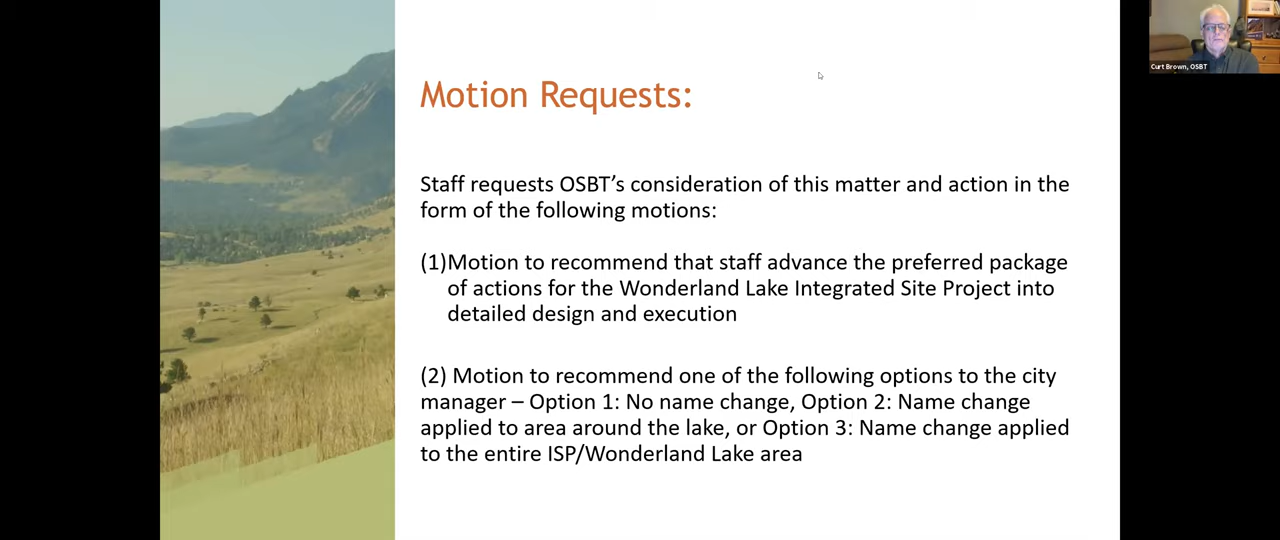 Motion Requests:
Staff requests OSBT’s consideration of this matter and action in the
form of the following motions:
(1)Motion to recommend that staff advance the preferred package
of actions for the Wonderland Lake Integrated Site Project into
detailed design and execution
(2) Motion to recommend one of the following options to the city
manager – Option 1: No name change, Option 2: Name change
applied to area around the lake, or Option 3: Name change applied
to the entire ISP/Wonderland Lake area
Curt Brown, OSBT